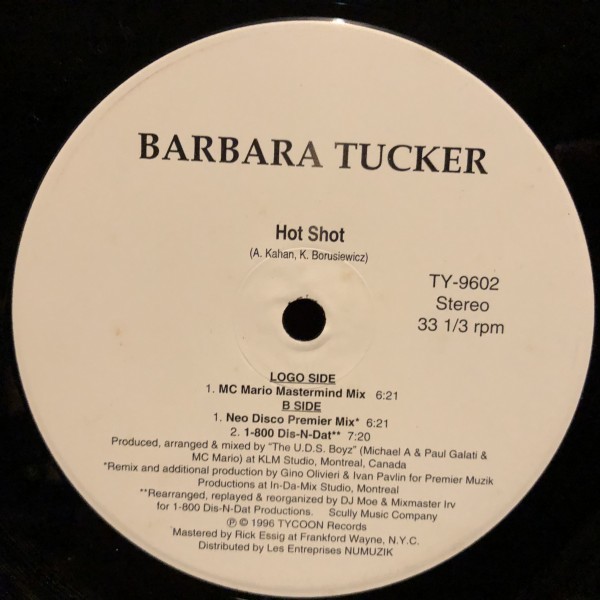 BARBARA TUCKER
Hot Shot
(A. Kahan, K. Borusiewicz)
TY-9602
Stereo
33 1/3 rpm
LOGO SIDE
1. MC Mario Mastermind Mix 6:21
B SIDE
1. Neo Disco Premier Mix* 6:21
2. 1-800 Dis-N-Dat** 7:20
Produced, arranged & mixed by "The U.D.S. Boyz" (Michael A & Paul Galati &
MC Mario) at KLM Studio, Montreal, Canada
*Remix and additional production by Gino Olivieri & Ivan Pavlin for Premier Muzik
Productions at In-Da-Mix Studio, Montreal
**Rearranged, replayed & reorganized by DJ Moe & Mixmaster Irv
for 1-800 Dis-N-Dat Productions. Scully Music Company
℗ © 1996 TYCOON Records
Mastered by Rick Essig at Frankford Wayne, N.Y.C.
Distributed by Les Entreprises NUMUZIK